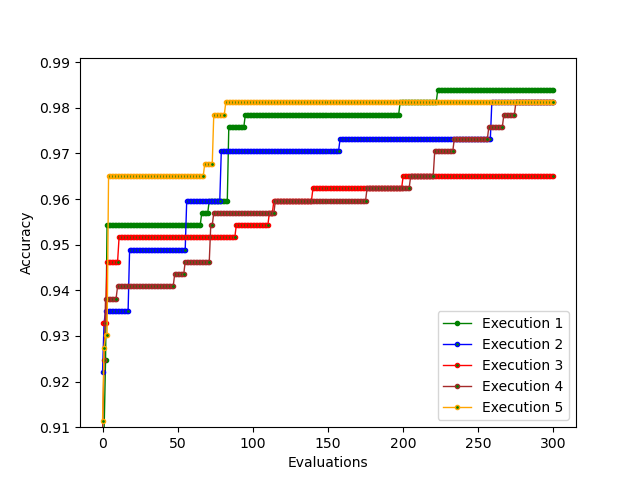 0.99
0.98
0.97
0.96
0.95
0.94
0.93
0.92
0.91
Accuracy
0 50 100 150 200 250 300
Evaluations
Execution 1
Execution 2
Execution 3
Execution 4
Execution 5